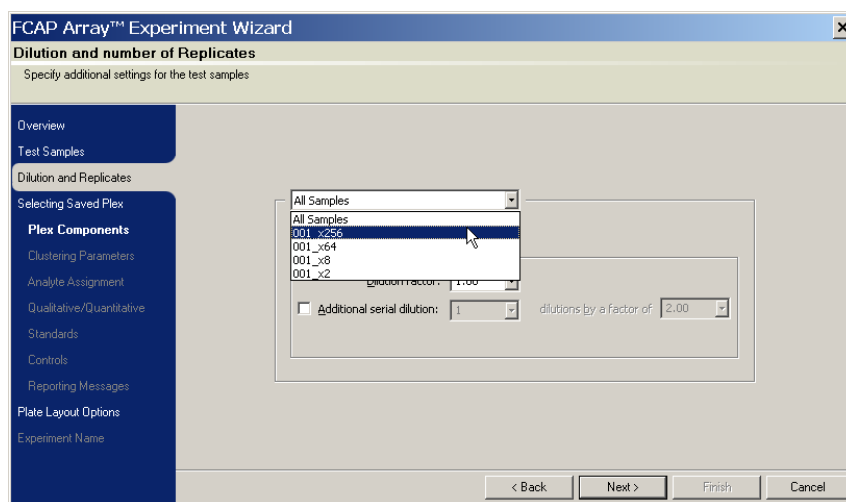 FCAP Array™ Experiment Wizard
Dilution and number of Replicates
Specify additional settings for the test samples
Overview
Test Samples
Dilution and Replicates
Selecting Saved Plex
Plex Components
Clustering Parameters
Analyte Assignment
Qualitative/Quantitative
Standards
Controls
Reporting Messages
Plate Layout Options
Experiment Name
All Samples
All Samples
001_x256
001_x64
001_x8
001_x2
Dilution factor: 1.00
Additional serial dilution: 1 dilutions by a factor of 2.00
< Back Next > Finish Cancel